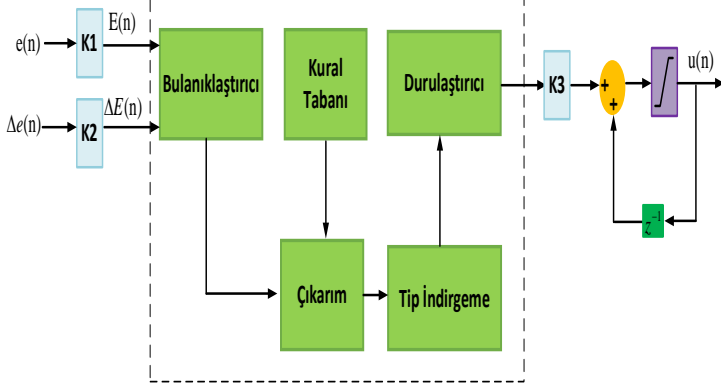 e(n)
K1
E(n)
Δe(n)
K2
ΔE(n)
Bulanıklaştırıcı
Kural
Tabanı
Durulaştırıcı
K3
+
+
u(n)
z⁻¹
Çıkarım
Tip İndirgeme